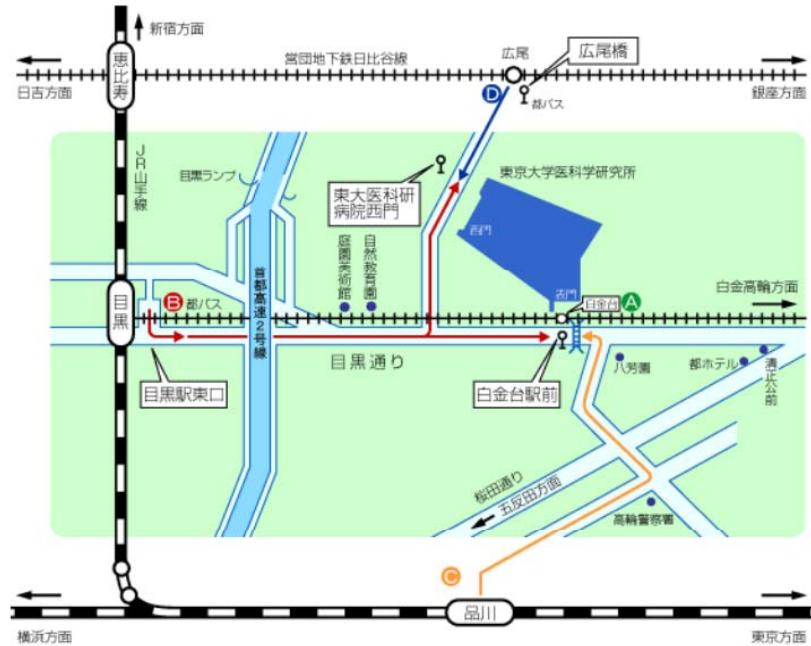 新宿方面
恵比寿
営団地下鉄日比谷線
広尾
広尾橋
日吉方面
D
都バス
銀座方面
JR山手線
目黒ランプ
東大医科研
病院西門
東京大学医科学研究所
西門
庭園美術館
自然教育園
首都高速2号線
目黒
B
都バス
表門
白金台
A
白金高輪方面
目黒通り
目黒駅東口
白金台駅前
八芳園
都ホテル
清正公前
桜田通り
五反田方面
高輪警察署
C
品川
横浜方面
東京方面